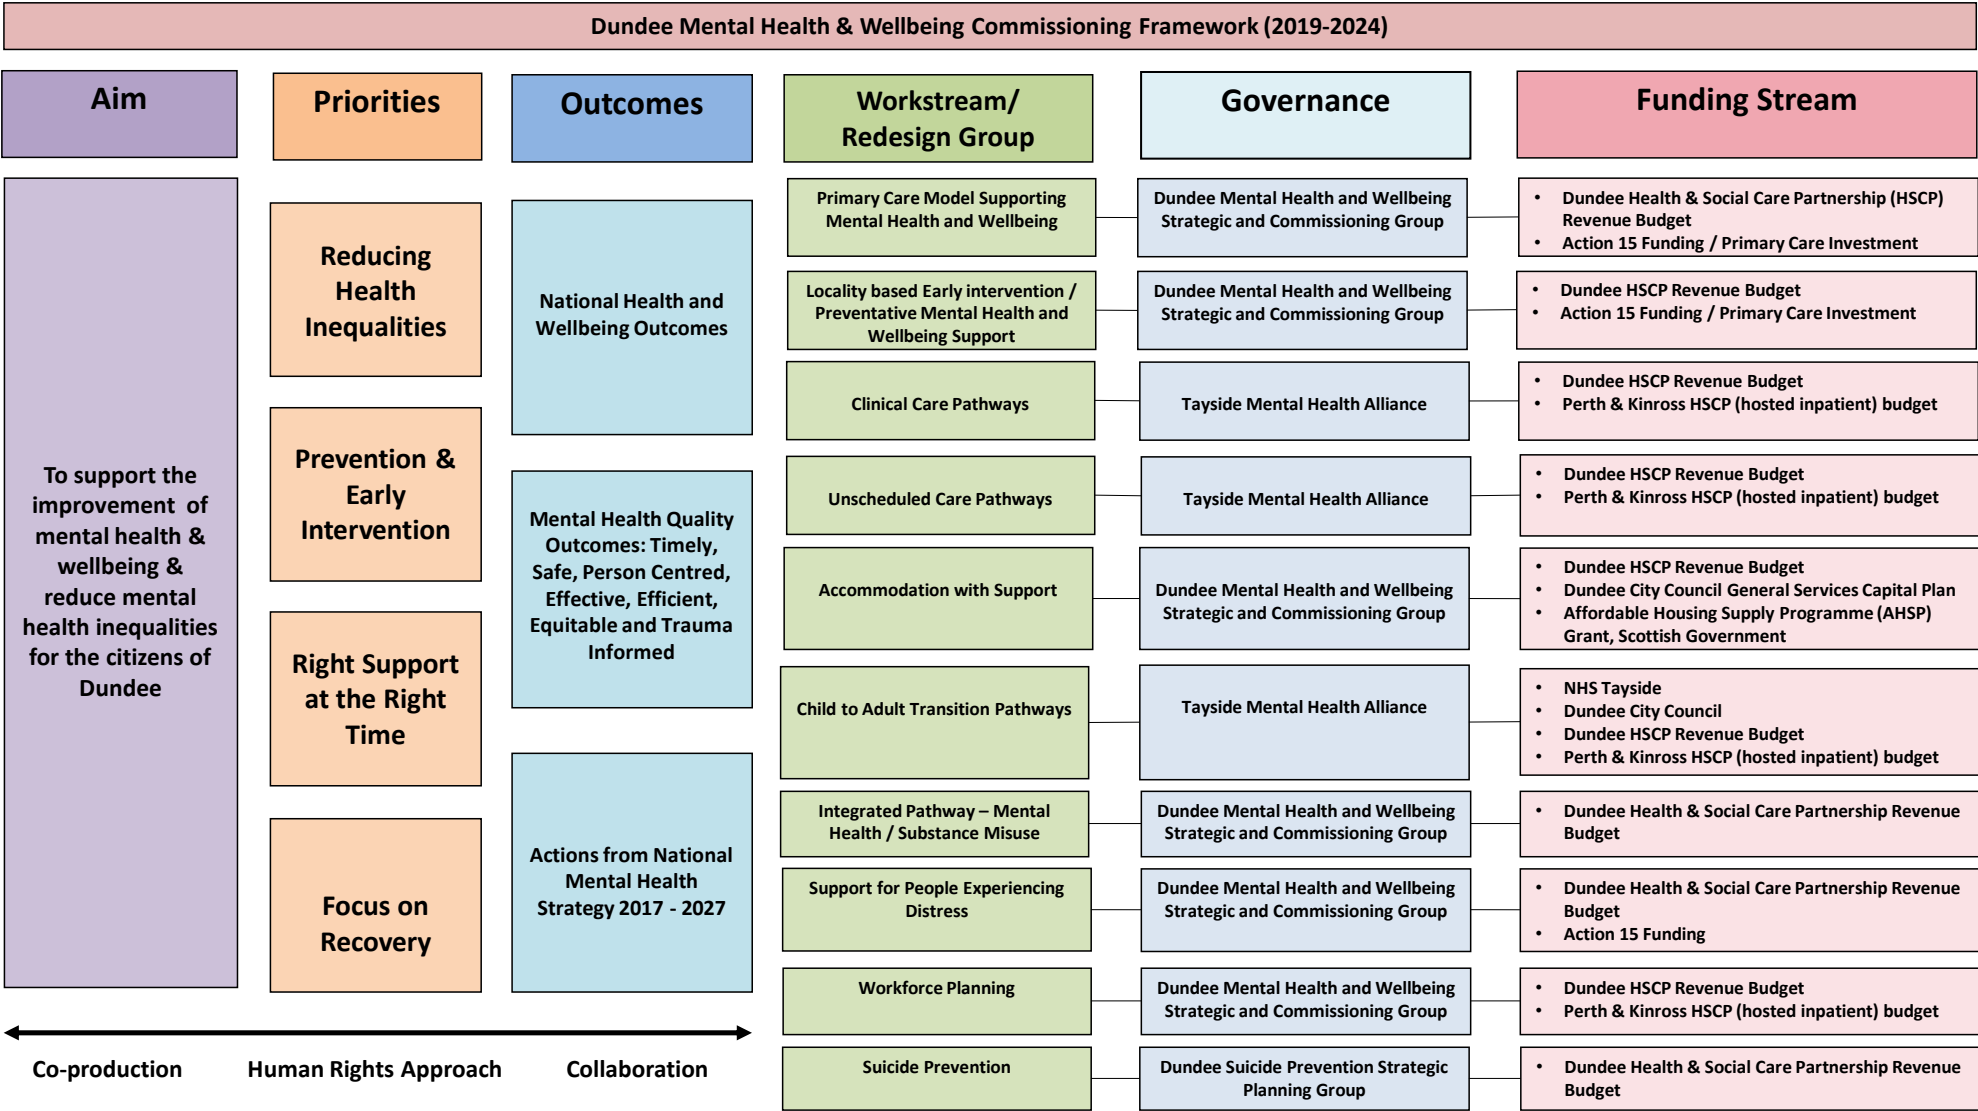 Dundee Mental Health & Wellbeing Commissioning Framework (2019-2024)
Aim
Priorities
Outcomes
Workstream/
Redesign Group
Governance
Funding Stream
To support the
improvement of
mental health &
wellbeing &
reduce mental
health inequalities
for the citizens of
Dundee
Reducing
Health
Inequalities
Prevention &
Early
Intervention
Right Support
at the Right
Time
Focus on
Recovery
National Health and
Wellbeing Outcomes
Mental Health Quality
Outcomes: Timely,
Safe, Person Centred,
Effective, Efficient,
Equitable and Trauma
Informed
Actions from National
Mental Health
Strategy 2017 - 2027
Primary Care Model Supporting
Mental Health and Wellbeing
Dundee Mental Health and Wellbeing
Strategic and Commissioning Group
• Dundee Health & Social Care Partnership (HSCP)
Revenue Budget
• Action 15 Funding / Primary Care Investment
Locality based Early intervention /
Preventative Mental Health and
Wellbeing Support
Dundee Mental Health and Wellbeing
Strategic and Commissioning Group
• Dundee HSCP Revenue Budget
• Action 15 Funding / Primary Care Investment
Clinical Care Pathways
Tayside Mental Health Alliance
• Dundee HSCP Revenue Budget
• Perth & Kinross HSCP (hosted inpatient) budget
Unscheduled Care Pathways
Tayside Mental Health Alliance
• Dundee HSCP Revenue Budget
• Perth & Kinross HSCP (hosted inpatient) budget
Accommodation with Support
Dundee Mental Health and Wellbeing
Strategic and Commissioning Group
• Dundee HSCP Revenue Budget
• Dundee City Council General Services Capital Plan
• Affordable Housing Supply Programme (AHSP)
Grant, Scottish Government
Child to Adult Transition Pathways
Tayside Mental Health Alliance
• NHS Tayside
• Dundee City Council
• Dundee HSCP Revenue Budget
• Perth & Kinross HSCP (hosted inpatient) budget
Integrated Pathway – Mental
Health / Substance Misuse
Dundee Mental Health and Wellbeing
Strategic and Commissioning Group
• Dundee Health & Social Care Partnership Revenue
Budget
Support for People Experiencing
Distress
Dundee Mental Health and Wellbeing
Strategic and Commissioning Group
• Dundee Health & Social Care Partnership Revenue
Budget
• Action 15 Funding
Workforce Planning
Dundee Mental Health and Wellbeing
Strategic and Commissioning Group
• Dundee HSCP Revenue Budget
• Perth & Kinross HSCP (hosted inpatient) budget
Suicide Prevention
Dundee Suicide Prevention Strategic
Planning Group
• Dundee Health & Social Care Partnership Revenue
Budget
Co-production
Human Rights Approach
Collaboration